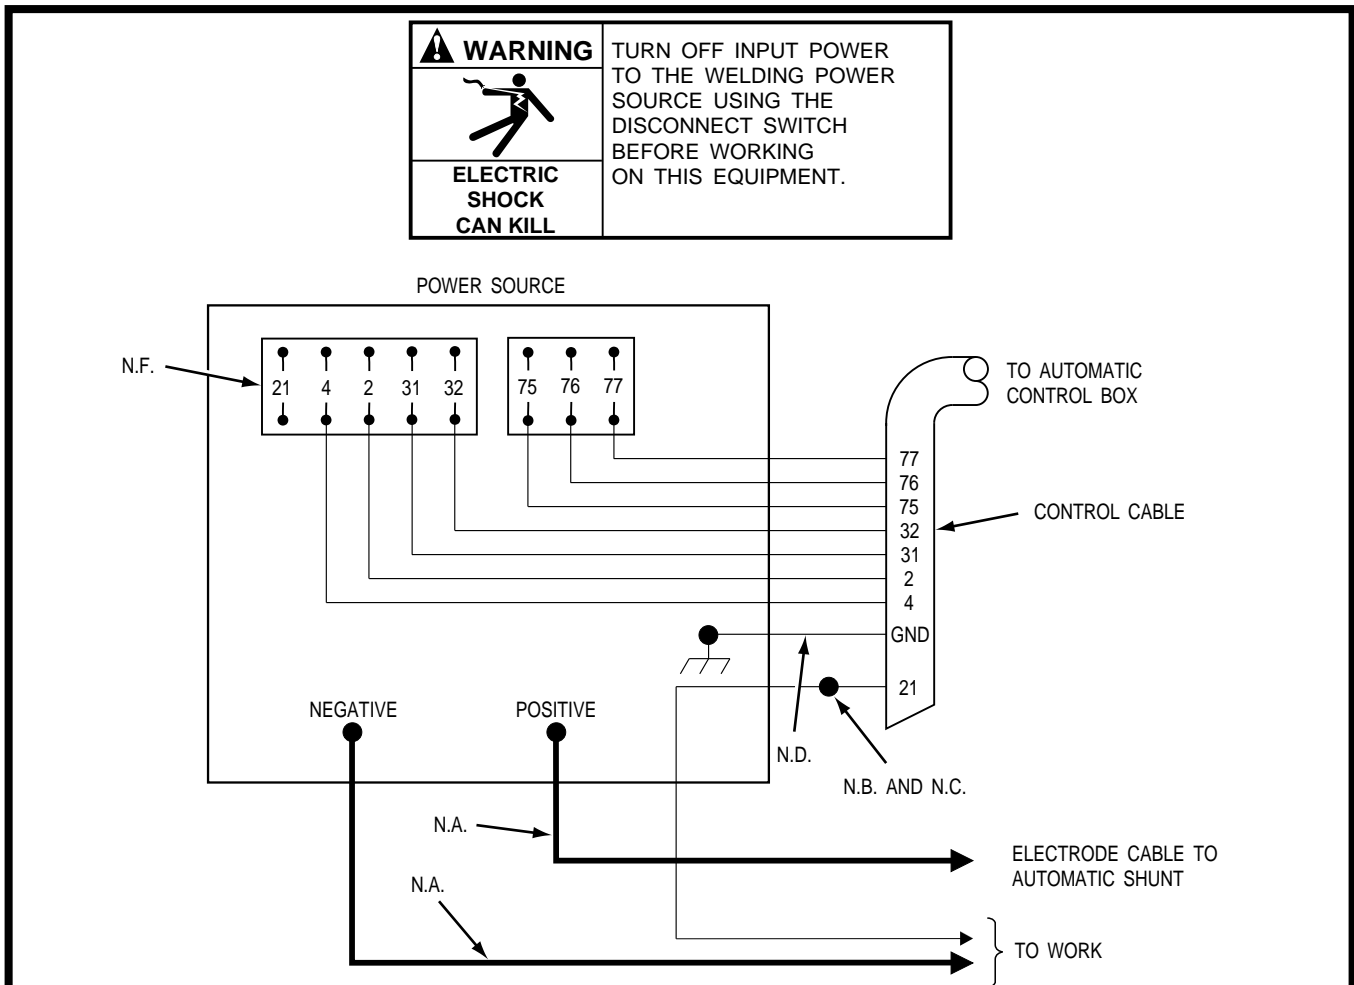 WARNING
ELECTRIC
SHOCK
CAN KILL
TURN OFF INPUT POWER
TO THE WELDING POWER
SOURCE USING THE
DISCONNECT SWITCH
BEFORE WORKING
ON THIS EQUIPMENT.
POWER SOURCE
N.F.
21 4 2 31 32 75 76 77
TO AUTOMATIC
CONTROL BOX
77
76
75
32
31
2
4
GND
21
CONTROL CABLE
NEGATIVE
POSITIVE
N.D.
N.B. AND N.C.
N.A.
N.A.
ELECTRODE CABLE TO
AUTOMATIC SHUNT
TO WORK